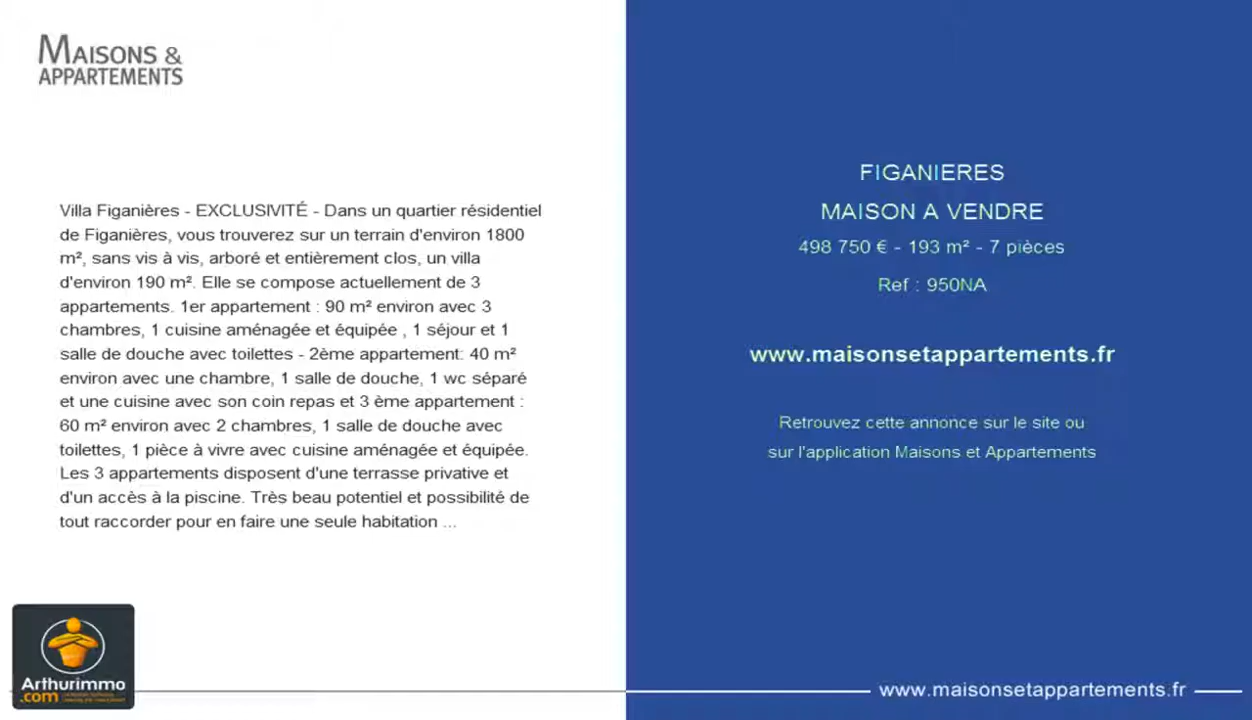 MAISONS &
APPARTEMENTS
Villa Figanières - EXCLUSIVITÉ - Dans un quartier résidentiel
de Figanières, vous trouverez sur un terrain d'environ 1800
m², sans vis à vis, arboré et entièrement clos, un villa
d'environ 190 m². Elle se compose actuellement de 3
appartements. 1er appartement : 90 m² environ avec 3
chambres, 1 cuisine aménagée et équipée , 1 séjour et 1
salle de douche avec toilettes - 2ème appartement: 40 m²
environ avec une chambre, 1 salle de douche, 1 wc séparé
et une cuisine avec son coin repas et 3 ème appartement :
60 m² environ avec 2 chambres, 1 salle de douche avec
toilettes, 1 pièce à vivre avec cuisine aménagée et équipée.
Les 3 appartements disposent d'une terrasse privative et
d'un accès à la piscine. Très beau potentiel et possibilité de
tout raccorder pour en faire une seule habitation ...
Arthurimmo
.com
FIGANIERES
MAISON A VENDRE
498 750 € - 193 m² - 7 pièces
Ref : 950NA
www.maisonsetappartements.fr
Retrouvez cette annonce sur le site ou
sur l'application Maisons et Appartements
www.maisonsetappartements.fr